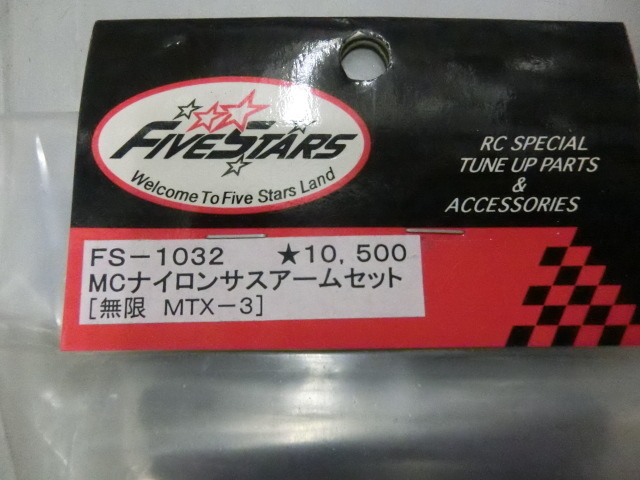 FIVESTARS
Welcome To Five Stars Land
RC SPECIAL
TUNE UP PARTS
&
ACCESSORIES
FS-1032 ★10,500
MCナイロンサスアームセット
[無限 MTX-3]